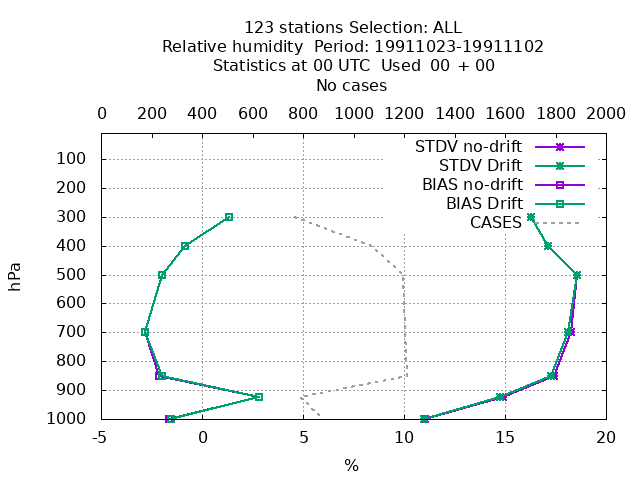 123 stations Selection: ALL
Relative humidity  Period: 19911023-19911102
Statistics at 00 UTC  Used  00 + 00
No cases
0 200 400 600 800 1000 1200 1400 1600 1800 2000
STDV no-drift
STDV Drift
BIAS no-drift
BIAS Drift
CASES
100
200
300
400
500
600
700
800
900
1000
hPa
-5 0 5 10 15 20
%